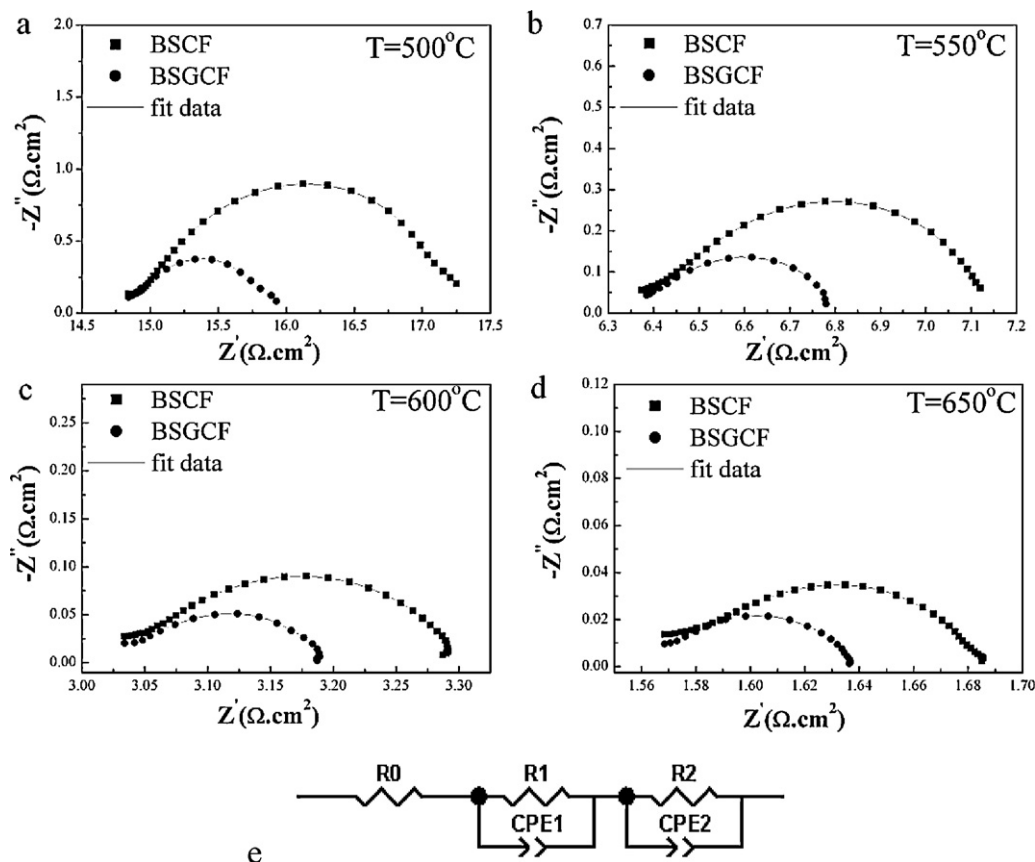 a
2.0
1.5
1.0
0.5
0.0
-Z″(Ω.cm²)
BSCF
BSGCF
fit data
T=500°C
14.5 15.0 15.5 16.0 16.5 17.0 17.5
Z′(Ω.cm²)
b
0.7
0.6
0.5
0.4
0.3
0.2
0.1
0.0
-Z″(Ω.cm²)
BSCF
BSGCF
fit data
T=550°C
6.3 6.4 6.5 6.6 6.7 6.8 6.9 7.0 7.1 7.2
Z′(Ω.cm²)
c
0.25
0.20
0.15
0.10
0.05
0.00
-Z″(Ω.cm²)
BSCF
BSGCF
fit data
T=600°C
3.00 3.05 3.10 3.15 3.20 3.25 3.30
Z′(Ω.cm²)
d
0.12
0.10
0.08
0.06
0.04
0.02
0.00
-Z″(Ω.cm²)
BSCF
BSGCF
fit data
T=650°C
1.56 1.58 1.60 1.62 1.64 1.66 1.68 1.70
Z′(Ω.cm²)
R0 R1 R2
CPE1 CPE2
e